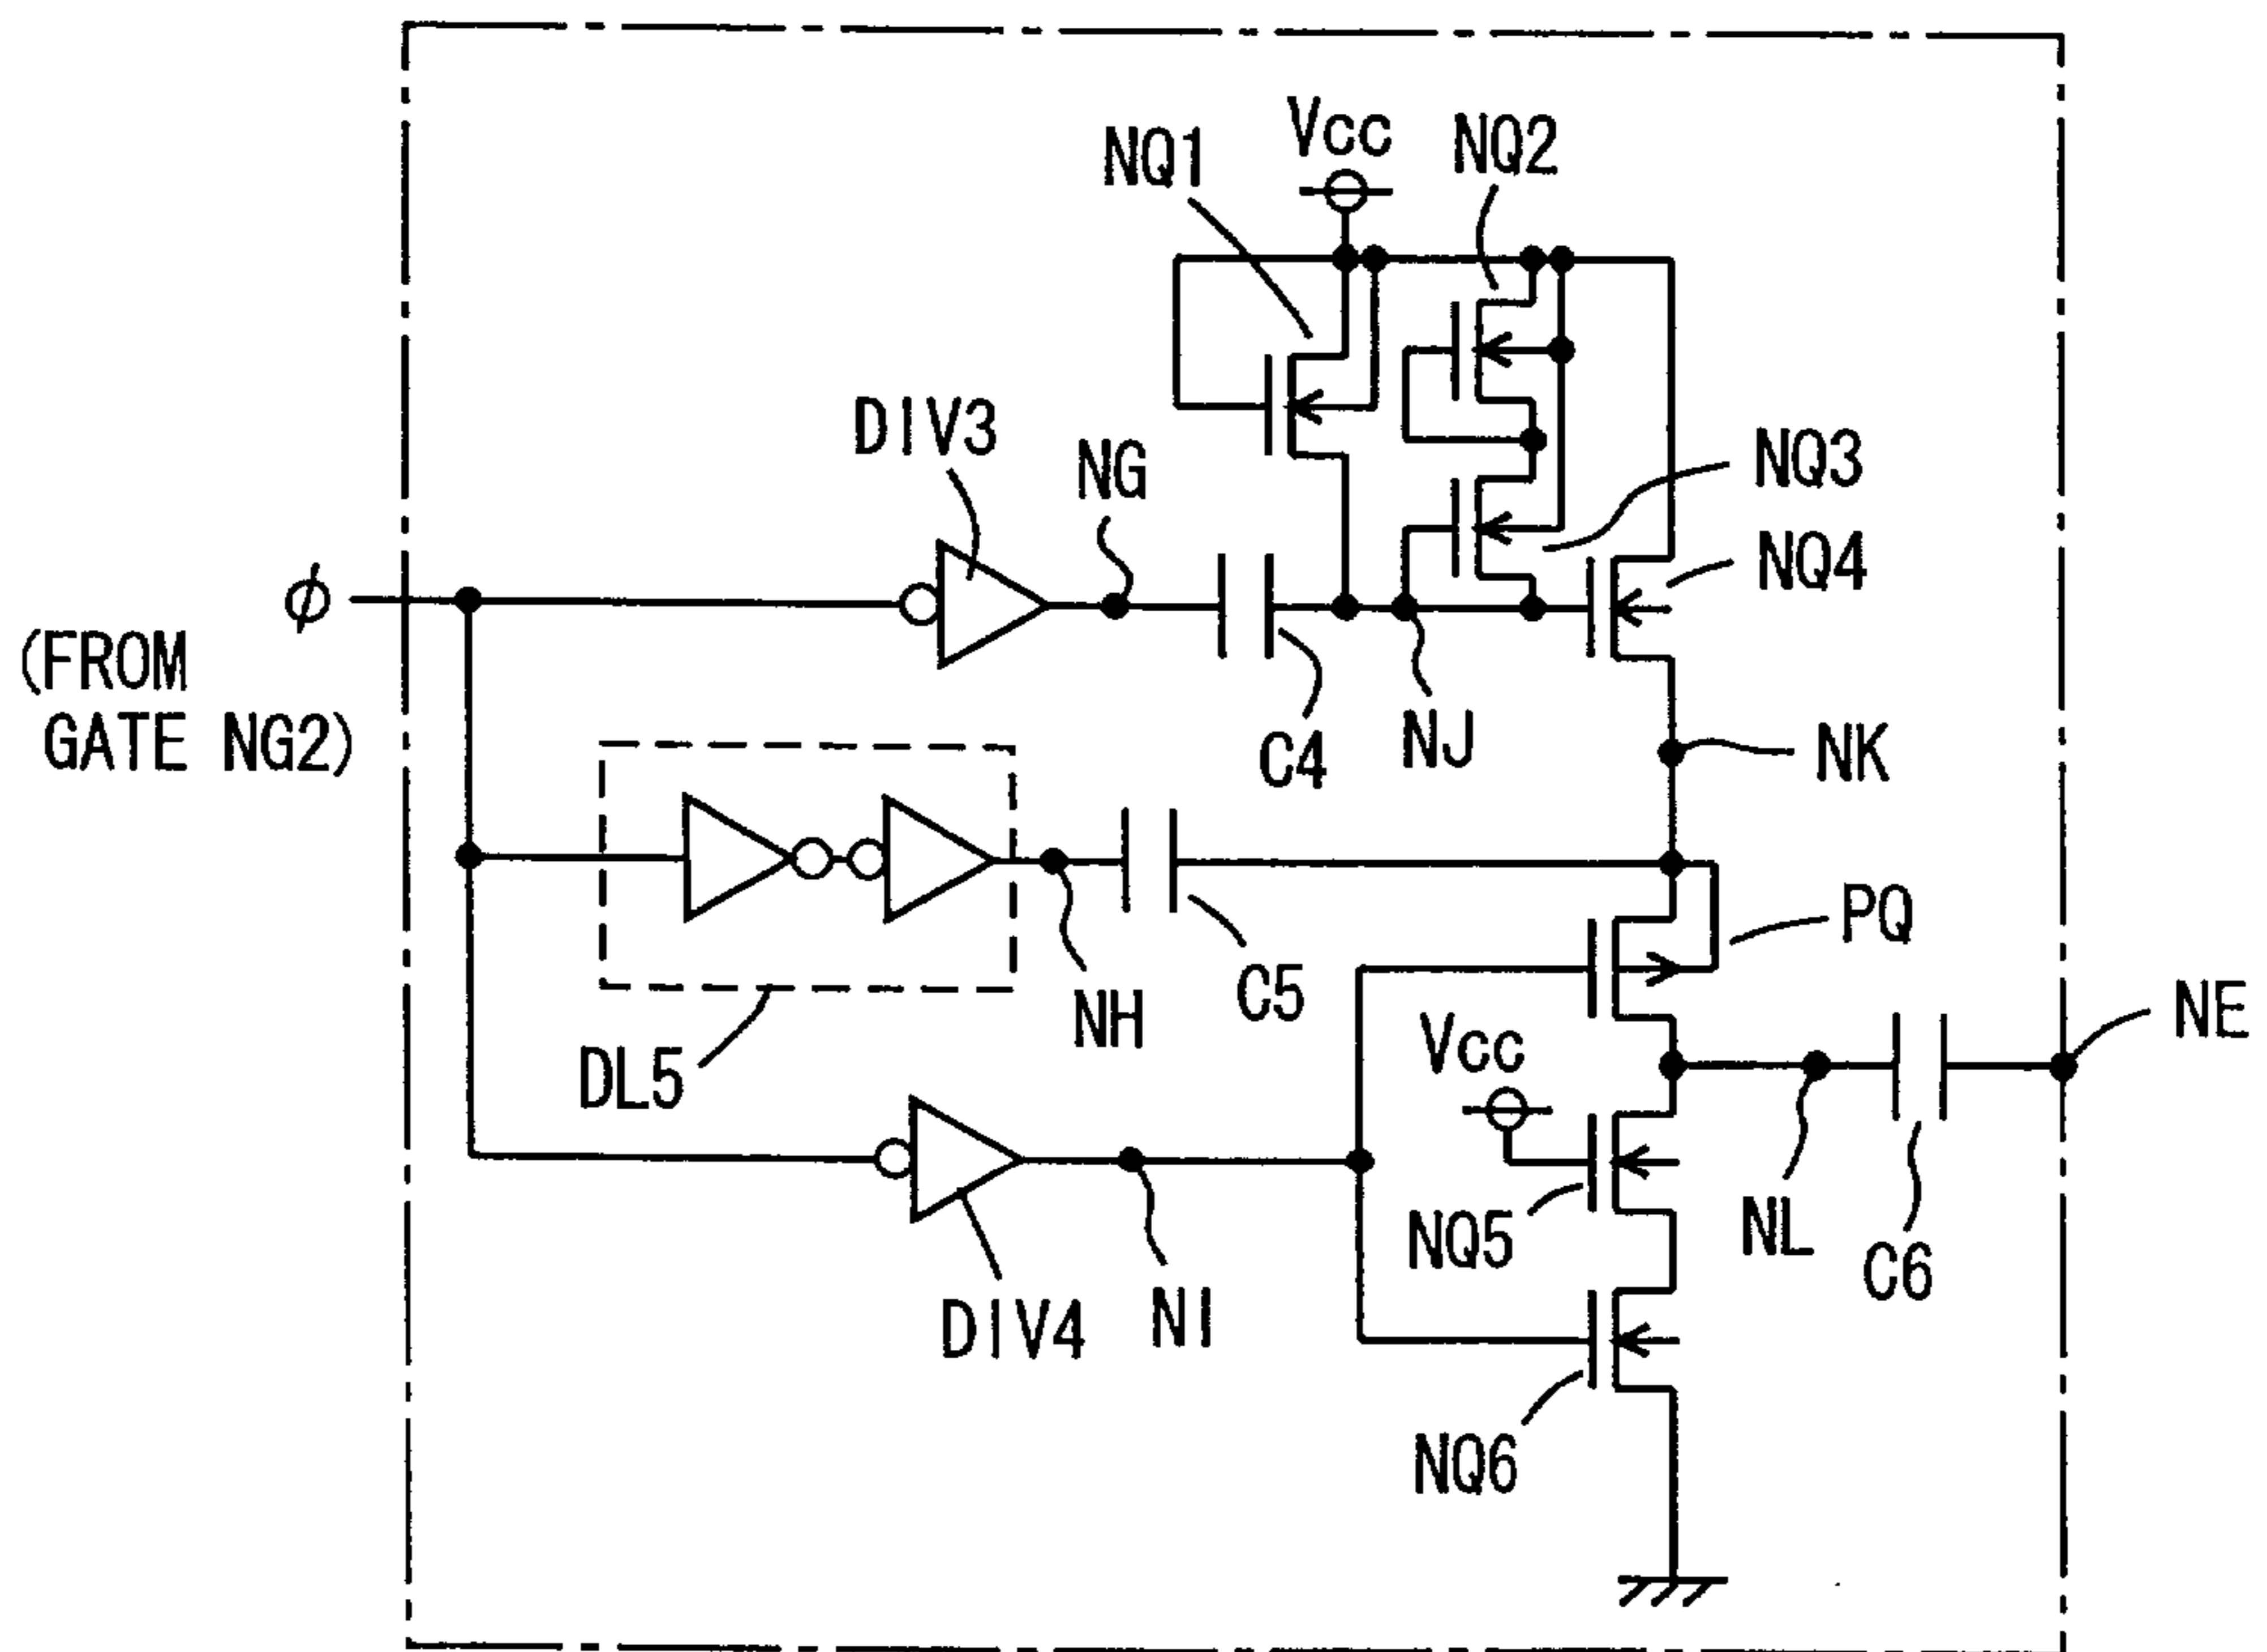 Vcc
NQ1
NQ2
DIV3
NG
NQ3
NQ4
ϕ
(FROM
GATE NG2)
C4
NJ
NK
PQ
DL5
NH
C5
Vcc
NE
NQ5
NL
C6
DIV4
NI
NQ6